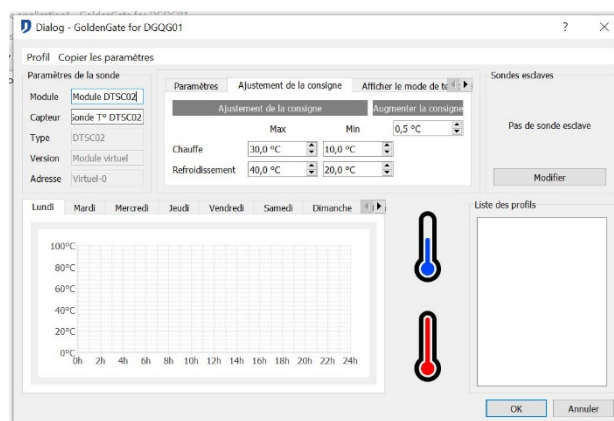 Dialog - GoldenGate for DGQG01
Profil Copier les paramètres
Paramètres de la sonde
Module Module DTSC02
Capteur Sonde T° DTSC02
Type DTSC02
Version Module virtuel
Adresse Virtuel-0
Paramètres Ajustement de la consigne Afficher le mode de
Ajustement de la consigne Augmenter la consigne
Max Min 0,5 °C
Chauffe 30,0 °C 10,0 °C
Refroidissement 40,0 °C 20,0 °C
Sondes esclaves
Pas de sonde esclave
Modifier
Lundi Mardi Mercredi Jeudi Vendredi Samedi Dimanche
100°C
80°C
60°C
40°C
20°C
0°C
0h 2h 4h 6h 8h 10h 12h 14h 16h 18h 20h 22h 24h
Liste des profils
OK Annuler